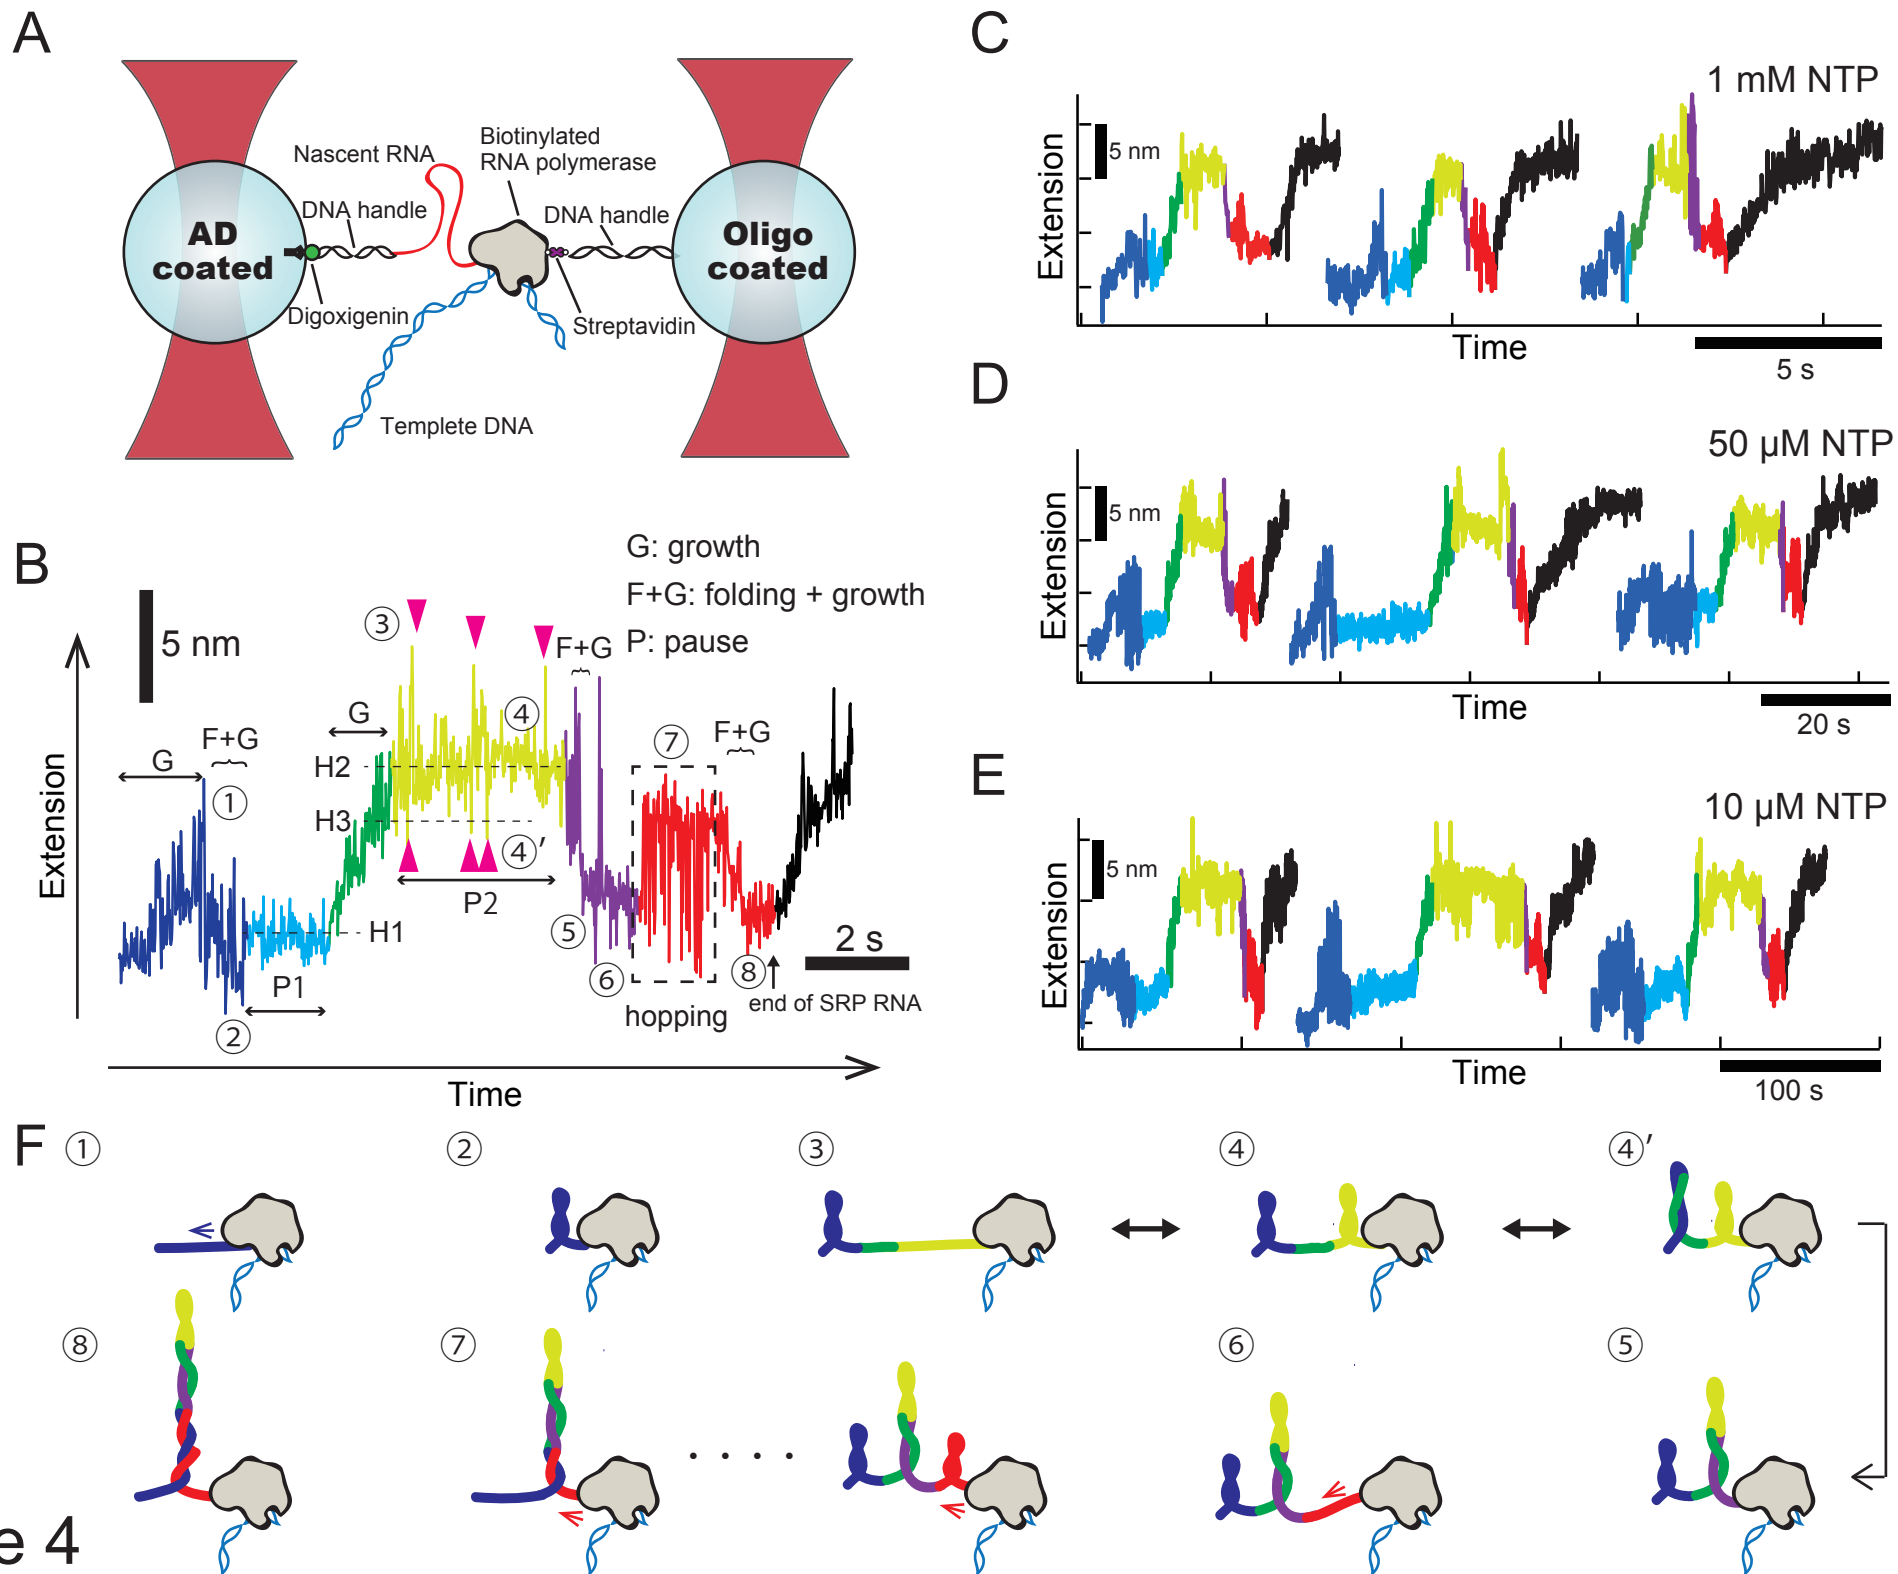 A
Nascent RNA
Biotinylated
RNA polymerase
DNA handle
DNA handle
AD
coated
Oligo
coated
Digoxigenin
Streptavidin
Templete DNA
B
G: growth
F+G: folding + growth
P: pause
5 nm
Extension
G
F+G
①
②
P1
H1
H2
H3
G
③
④
④′
P2
F+G
⑤
⑥
⑦
hopping
F+G
⑧
end of SRP RNA
2 s
Time
C
1 mM NTP
5 nm
Extension
Time
5 s
D
50 µM NTP
5 nm
Extension
Time
20 s
E
10 µM NTP
5 nm
Extension
Time
100 s
F
① ② ③ ④ ④′
⑧ ⑦ ⑥ ⑤
e 4